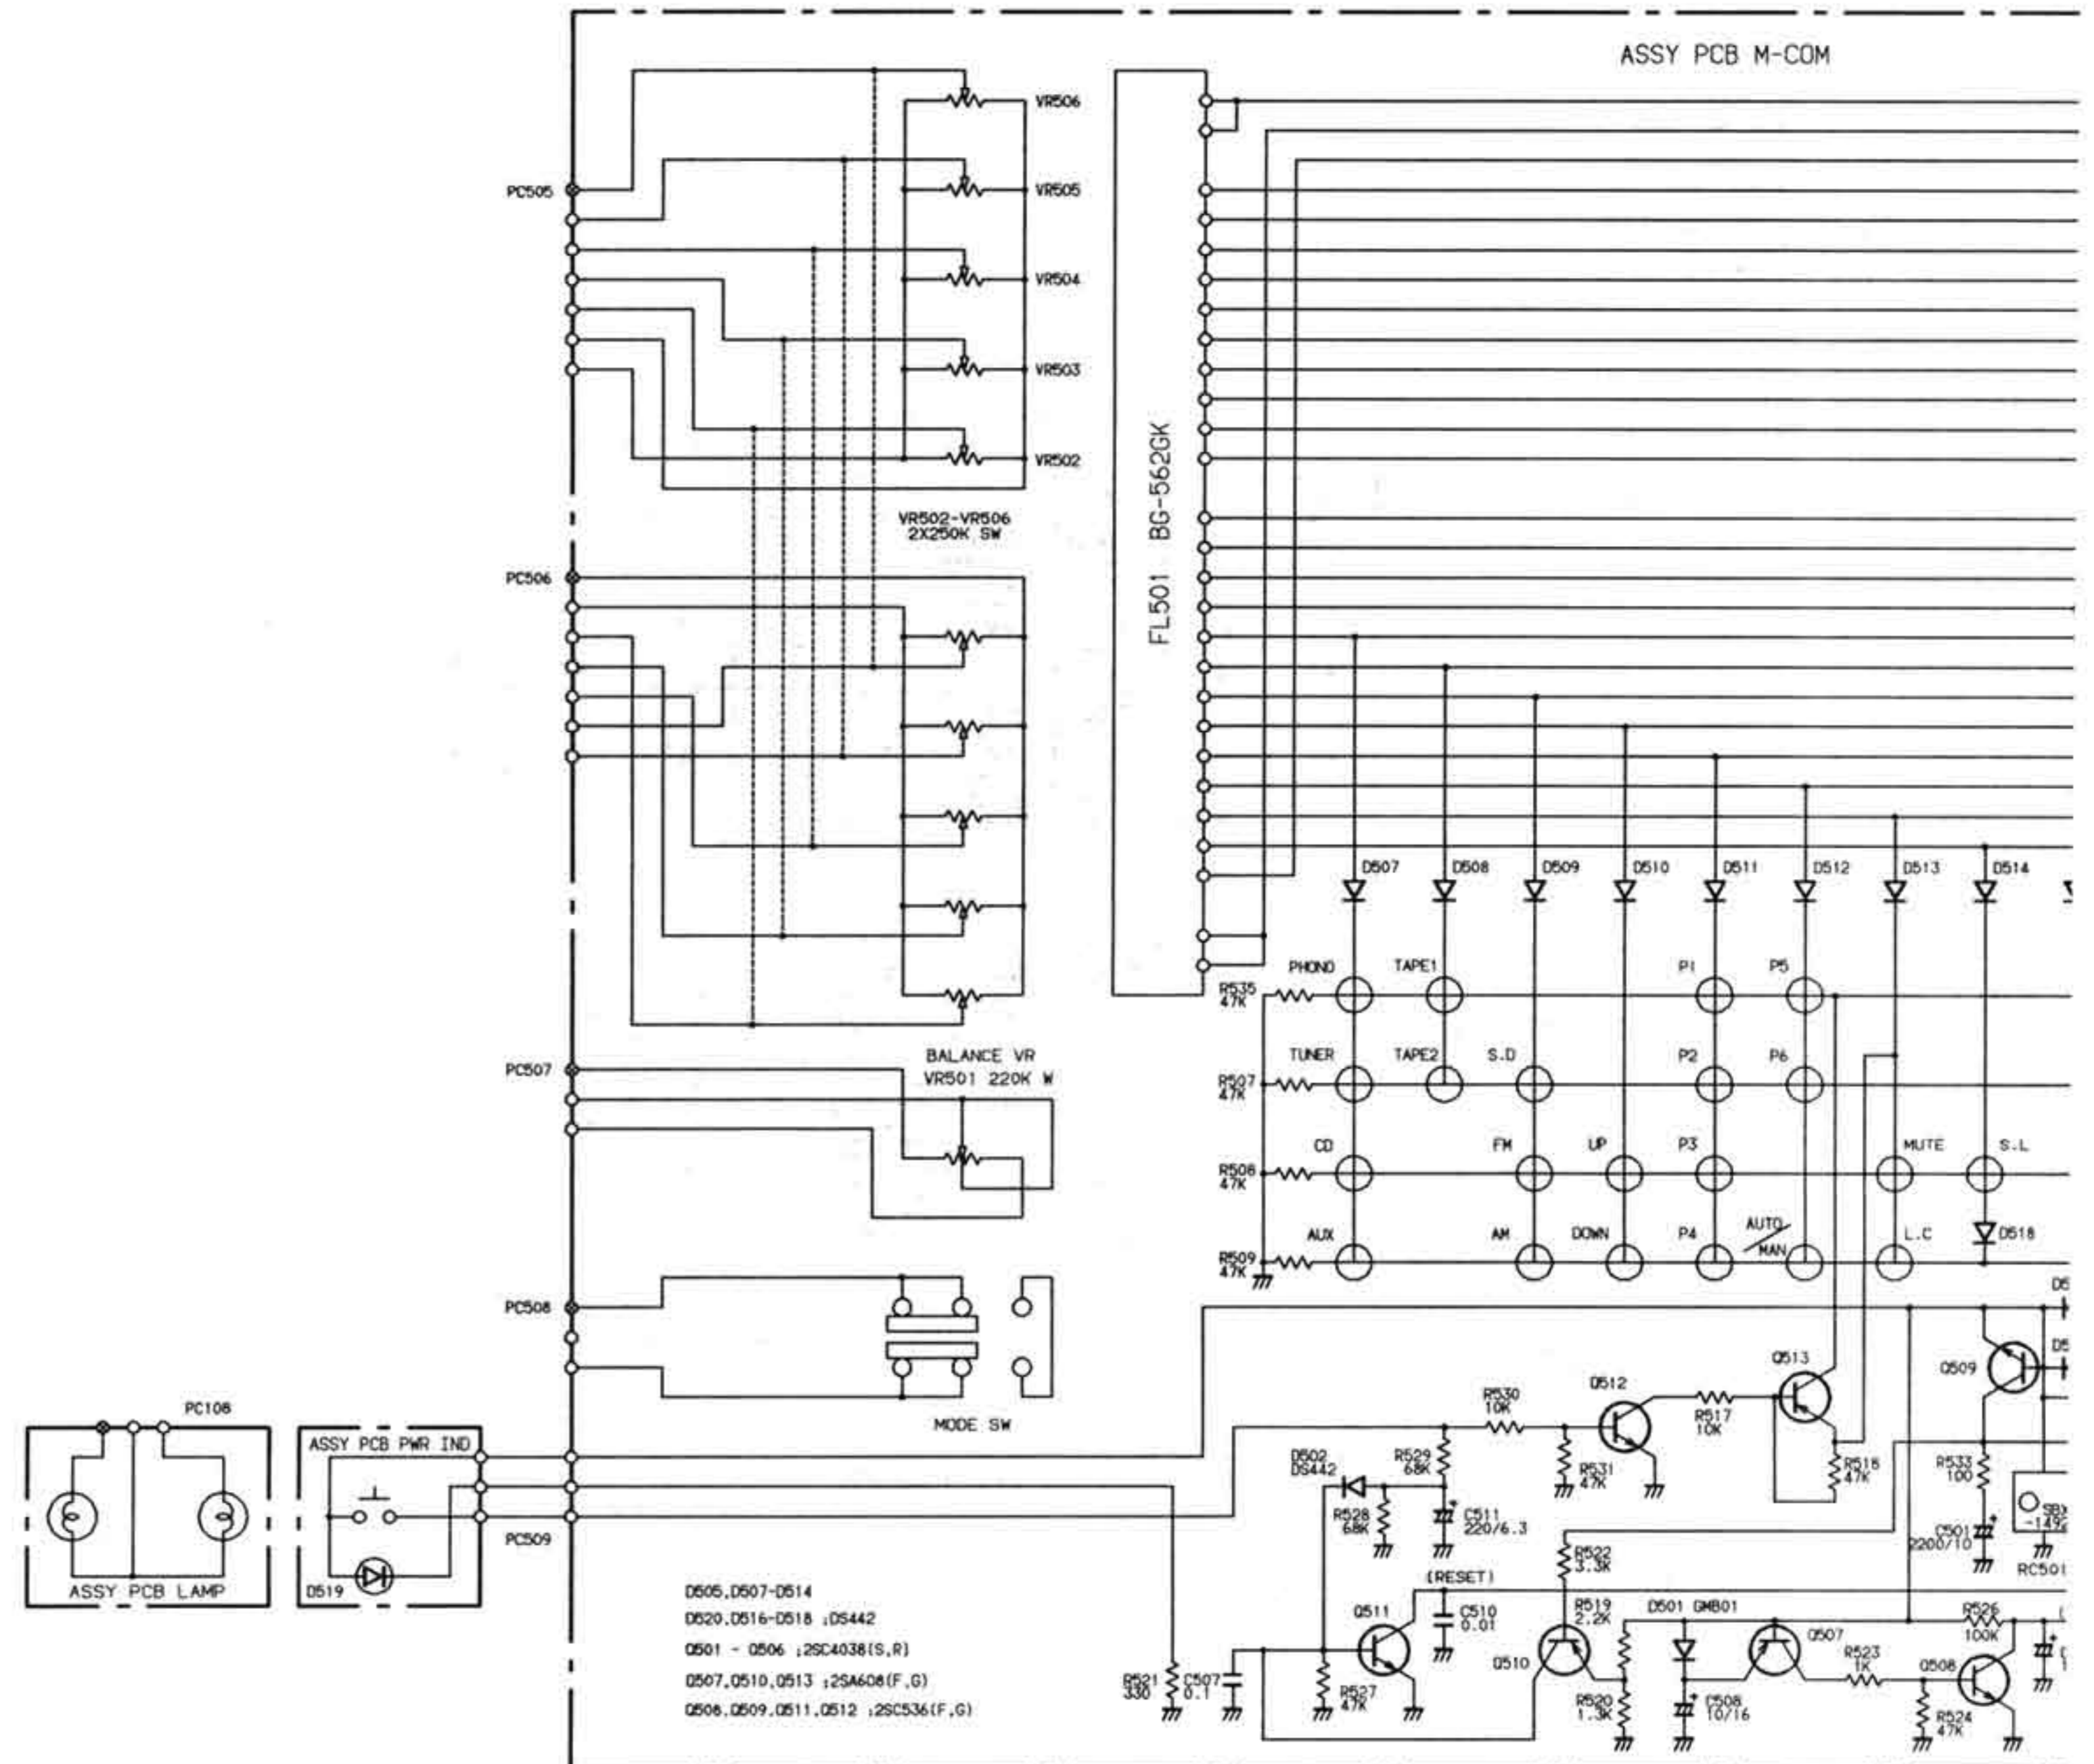 ASSY PCB M-COM
VR506
PC505
VR505
VR504
VR503
VR502
VR502-VR506
2X250K SW
FL501 BG-562GK
PC506
D507
D508
D509
D510
D511
D512
D513
D514
PHONO
TAPE1
P1
P5
R535
47K
TUNER
TAPE2
S.D
P2
P6
R507
47K
CD
FM
UP
P3
MUTE
S.L
R508
47K
AUX
AM
DOWN
P4
AUTO/
MAN
L.C
D518
R509
47K
PC507
BALANCE VR
VR501 220K W
PC508
MODE SW
Q513
Q509
Q512
R530
10K
R517
10K
PC108
ASSY PCB PWR IND
D502
DS442
R529
68K
R531
47K
R518
47K
R533
100
R528
68K
C511
220/6.3
C501
2200/10
RC501
PC509
ASSY PCB LAMP
D519
R522
3.3K
(RESET)
D505,D507-D514
D520,D516-D518 ;DS442
Q501 - Q506 ;2SC4038(S,R)
Q507,Q510,Q513 ;2SA608(F,G)
Q508,Q509,Q511,Q512 ;2SC536(F,G)
Q511
C510
0.01
R519
2.2K
D501 GMB01
R526
100K
Q510
Q507
R523
1K
Q508
R521
330
C507
0.1
R527
47K
R520
1.3K
C508
10/16
R524
47K